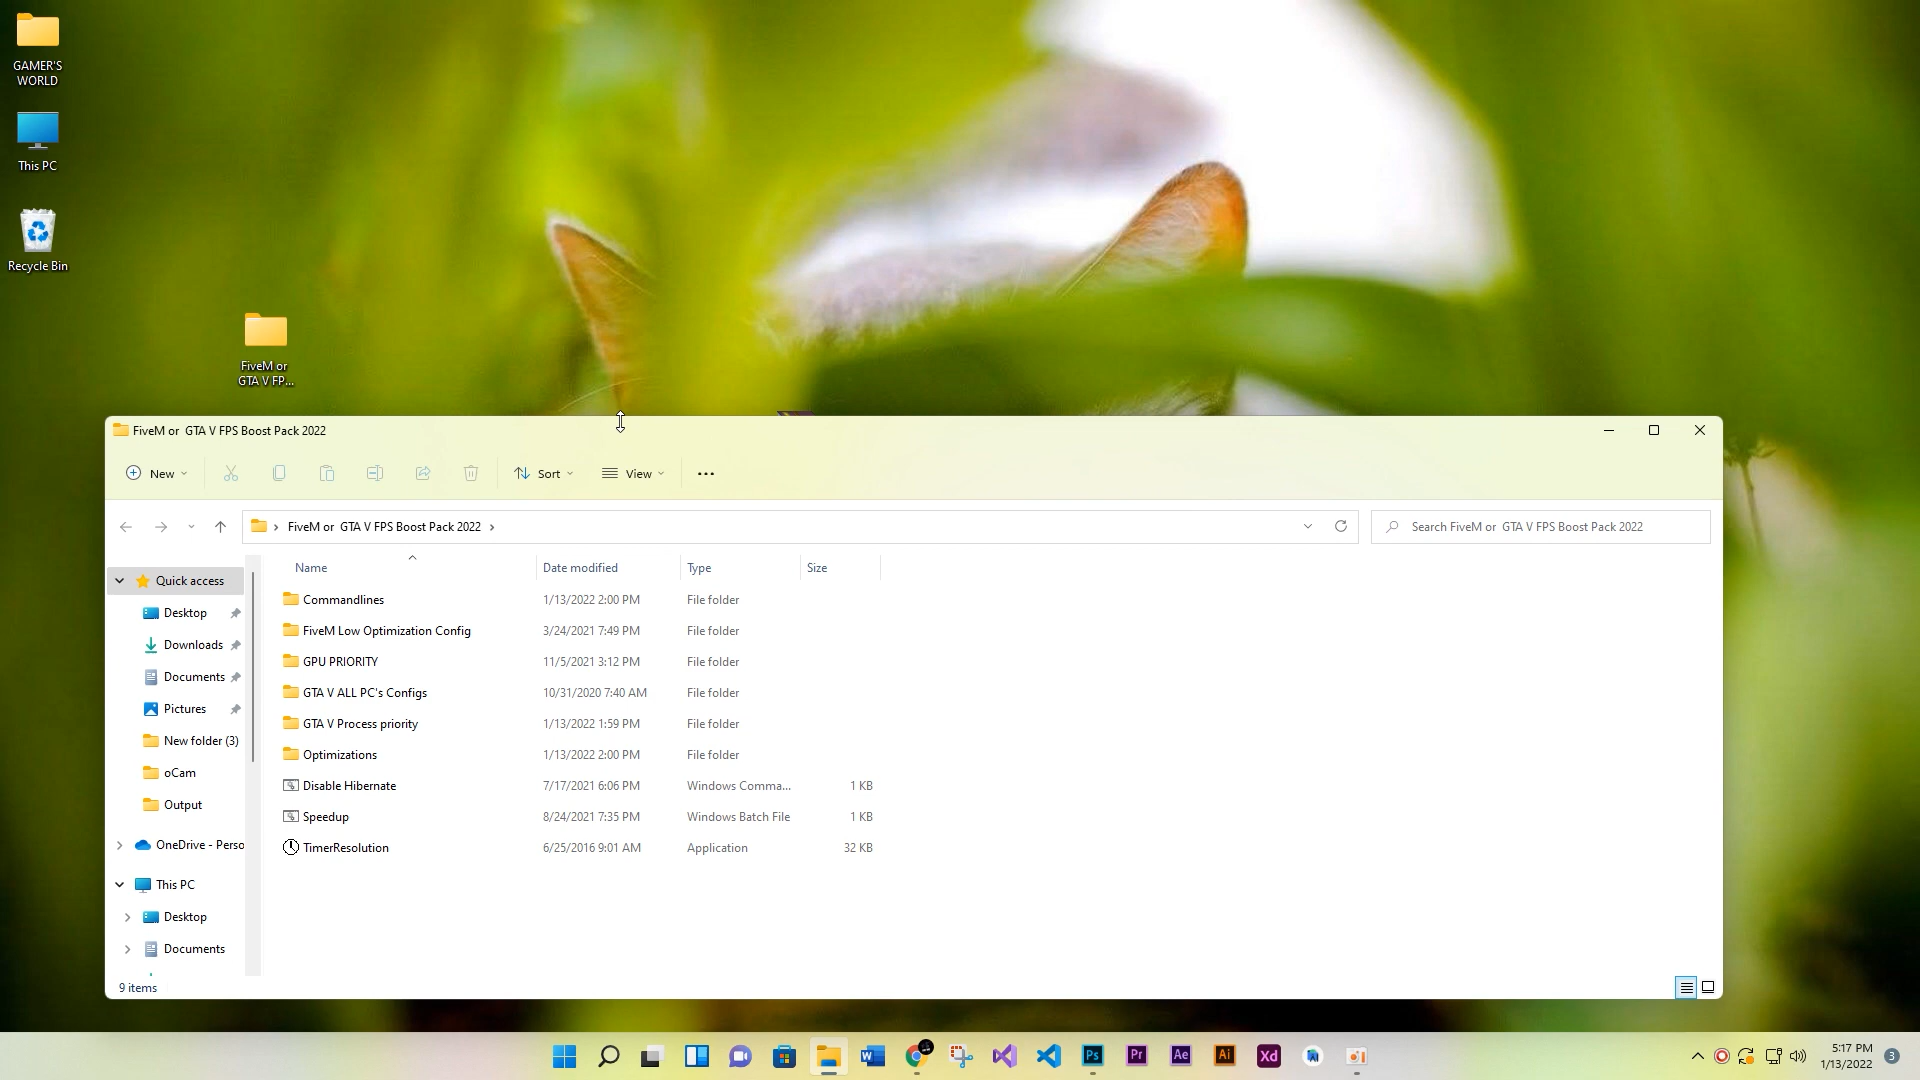 GAMER'S
WORLD
This PC
Recycle Bin
FiveM or
GTA V FP...
FiveM or  GTA V FPS Boost Pack 2022
New
Sort
View
FiveM or  GTA V FPS Boost Pack 2022
Search FiveM or  GTA V FPS Boost Pack 2022
Name Date modified Type Size
Quick access
Desktop
Downloads
Documents
Pictures
New folder (3)
oCam
Output
OneDrive - Perso
This PC
Desktop
Documents
Commandlines 1/13/2022 2:00 PM File folder
FiveM Low Optimization Config 3/24/2021 7:49 PM File folder
GPU PRIORITY 11/5/2021 3:12 PM File folder
GTA V ALL PC's Configs 10/31/2020 7:40 AM File folder
GTA V Process priority 1/13/2022 1:59 PM File folder
Optimizations 1/13/2022 2:00 PM File folder
Disable Hibernate 7/17/2021 6:06 PM Windows Comma... 1 KB
Speedup 8/24/2021 7:35 PM Windows Batch File 1 KB
TimerResolution 6/25/2016 9:01 AM Application 32 KB
9 items
W Ps Pr Ae Ai Xd
5:17 PM
1/13/2022
3